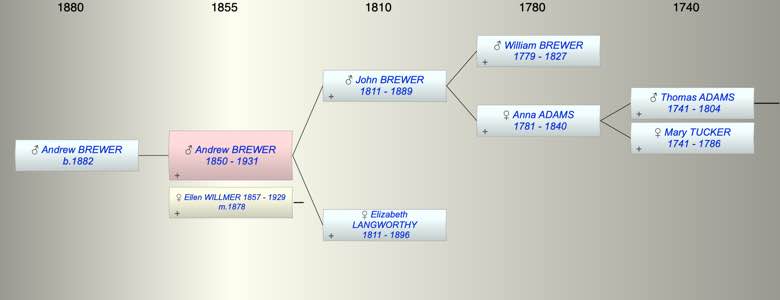 1880 1855 1810 1780 1740
♂ William BREWER
1779 - 1827
+
♂ John BREWER
1811 - 1889
+
♂ Thomas ADAMS
1741 - 1804
+
♀ Anna ADAMS
1781 - 1840
+
♀ Mary TUCKER
1741 - 1786
+
♂ Andrew BREWER
b.1882
♂ Andrew BREWER
1850 - 1931
+
♀ Ellen WILLMER 1857 - 1929
m.1878
+
♀ Elizabeth
LANGWORTHY
1811 - 1896
+